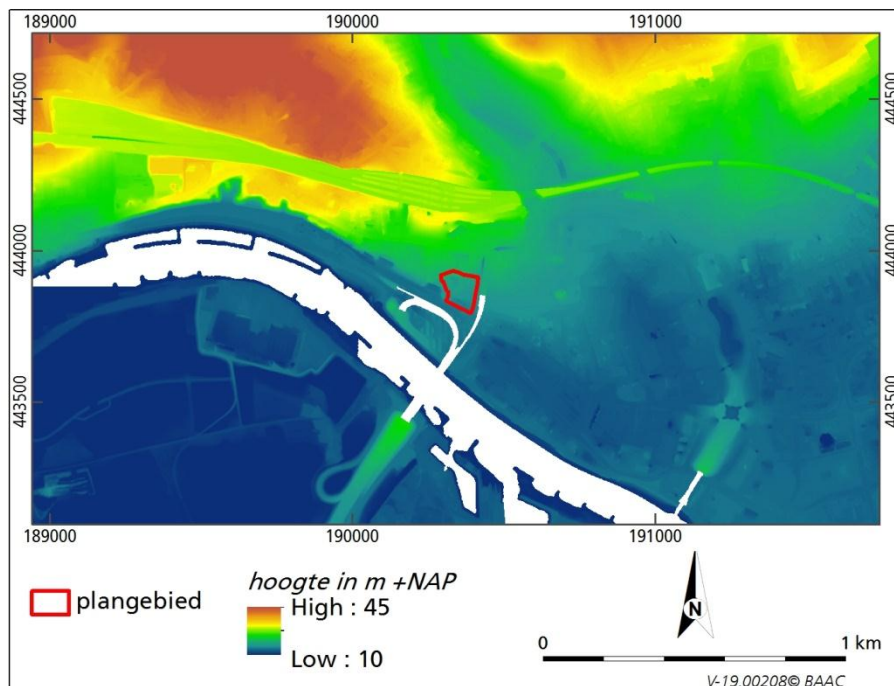 189000 190000 191000
444500 444500
444000 444000
443500 443500
189000 190000 191000
plangebied
hoogte in m +NAP
High : 45
Low : 10
N
0 1 km
V-19.00208© BAAC